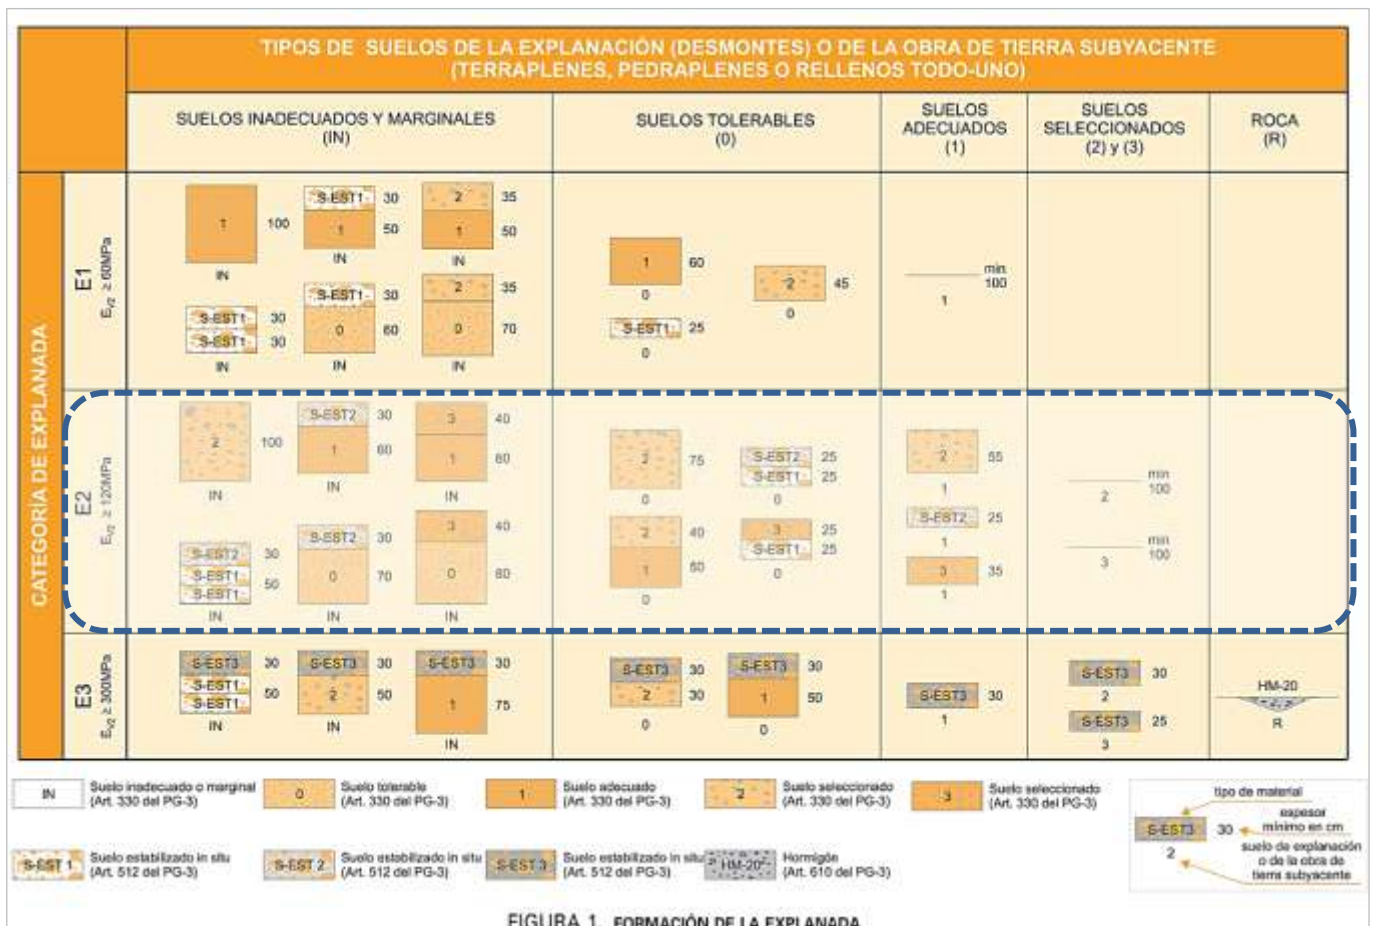 TIPOS DE SUELOS DE LA EXPLANACIÓN (DESMONTES) O DE LA OBRA DE TIERRA SUBYACENTE
(TERRAPLENES, PEDRAPLENES O RELLENOS TODO-UNO)
SUELOS INADECUADOS Y MARGINALES
(IN)
SUELOS TOLERABLES
(0)
SUELOS
ADECUADOS
(1)
SUELOS
SELECCIONADOS
(2) y (3)
ROCA
(R)
CATEGORÍA DE EXPLANADA
E1
Ev2 ≥ 60MPa
1 100
IN
S-EST1 30
1 50
IN
2 35
1 50
IN
S-EST1 30
S-EST1 30
IN
S-EST1 30
0 60
IN
2 35
0 70
IN
1 60
0
2 45
0
S-EST1 25
0
min
100
1
E2
Ev2 ≥ 120MPa
2 100
IN
S-EST2 30
1 60
IN
3 40
1 60
IN
S-EST2 30
S-EST1 50
S-EST1
IN
S-EST2 30
0 70
IN
3 40
0 80
IN
2 75
0
S-EST2 25
S-EST1 25
0
2 40
1 50
0
3 25
S-EST1 25
0
2 55
1
S-EST2 25
1
3 35
1
min
100
2
min
100
3
E3
Ev2 ≥ 300MPa
S-EST3 30
S-EST1 50
S-EST1
IN
S-EST3 30
2 50
IN
S-EST3 30
1 75
IN
S-EST3 30
2 30
0
S-EST3 30
1 50
0
S-EST3 30
1
S-EST3 30
2
S-EST3 25
3
HM-20
R
IN Suelo inadecuado o marginal
(Art. 330 del PG-3)
0 Suelo tolerable
(Art. 330 del PG-3)
1 Suelo adecuado
(Art. 330 del PG-3)
2 Suelo seleccionado
(Art. 330 del PG-3)
3 Suelo seleccionado
(Art. 330 del PG-3)
S-EST 1 Suelo estabilizado in situ
(Art. 512 del PG-3)
S-EST 2 Suelo estabilizado in situ
(Art. 512 del PG-3)
S-EST 3 Suelo estabilizado in situ
(Art. 512 del PG-3)
HM-20 Hormigón
(Art. 610 del PG-3)
tipo de material
espesor
S-EST3 30 mínimo en cm
2 suelo de explanación
o de la obra de
tierra subyacente
FIGURA 1. FORMACIÓN DE LA EXPLANADA